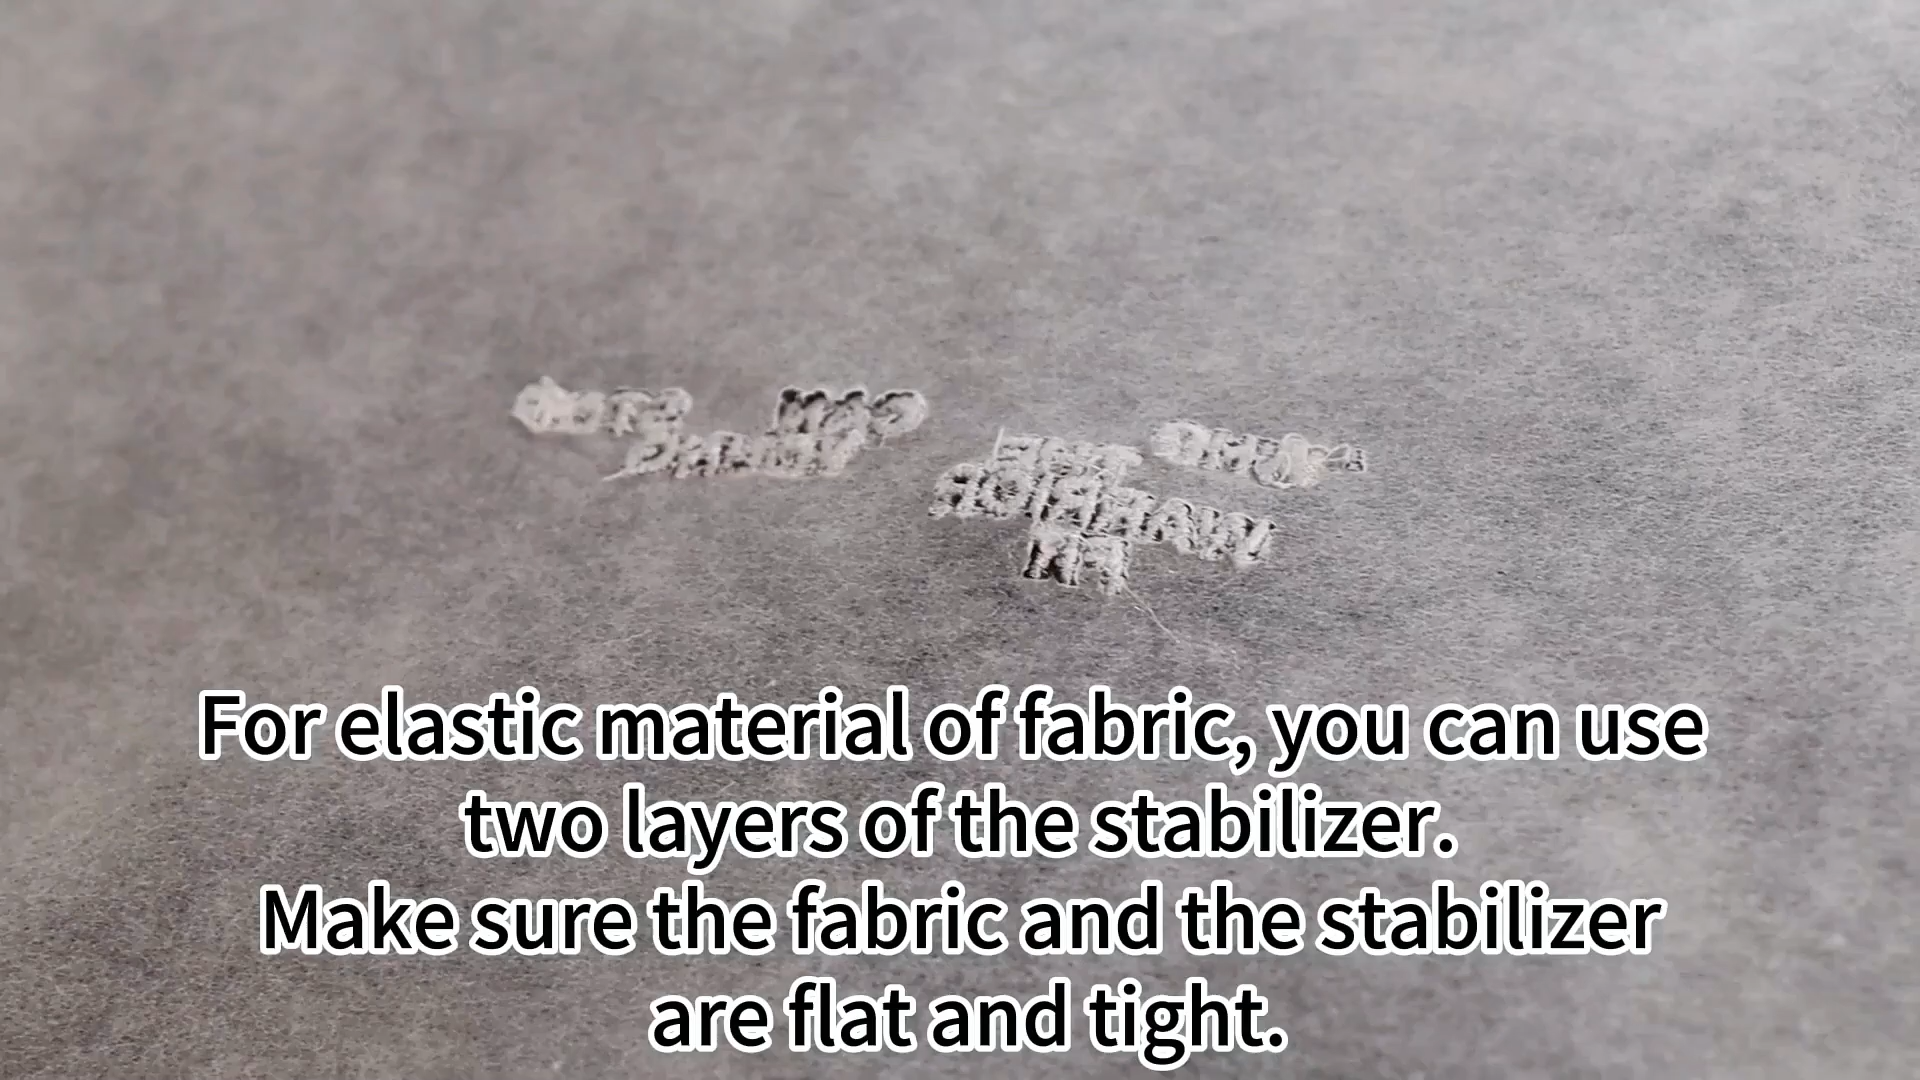 For elastic material of fabric, you can use
two layers of the stabilizer.
Make sure the fabric and the stabilizer
are flat and tight.